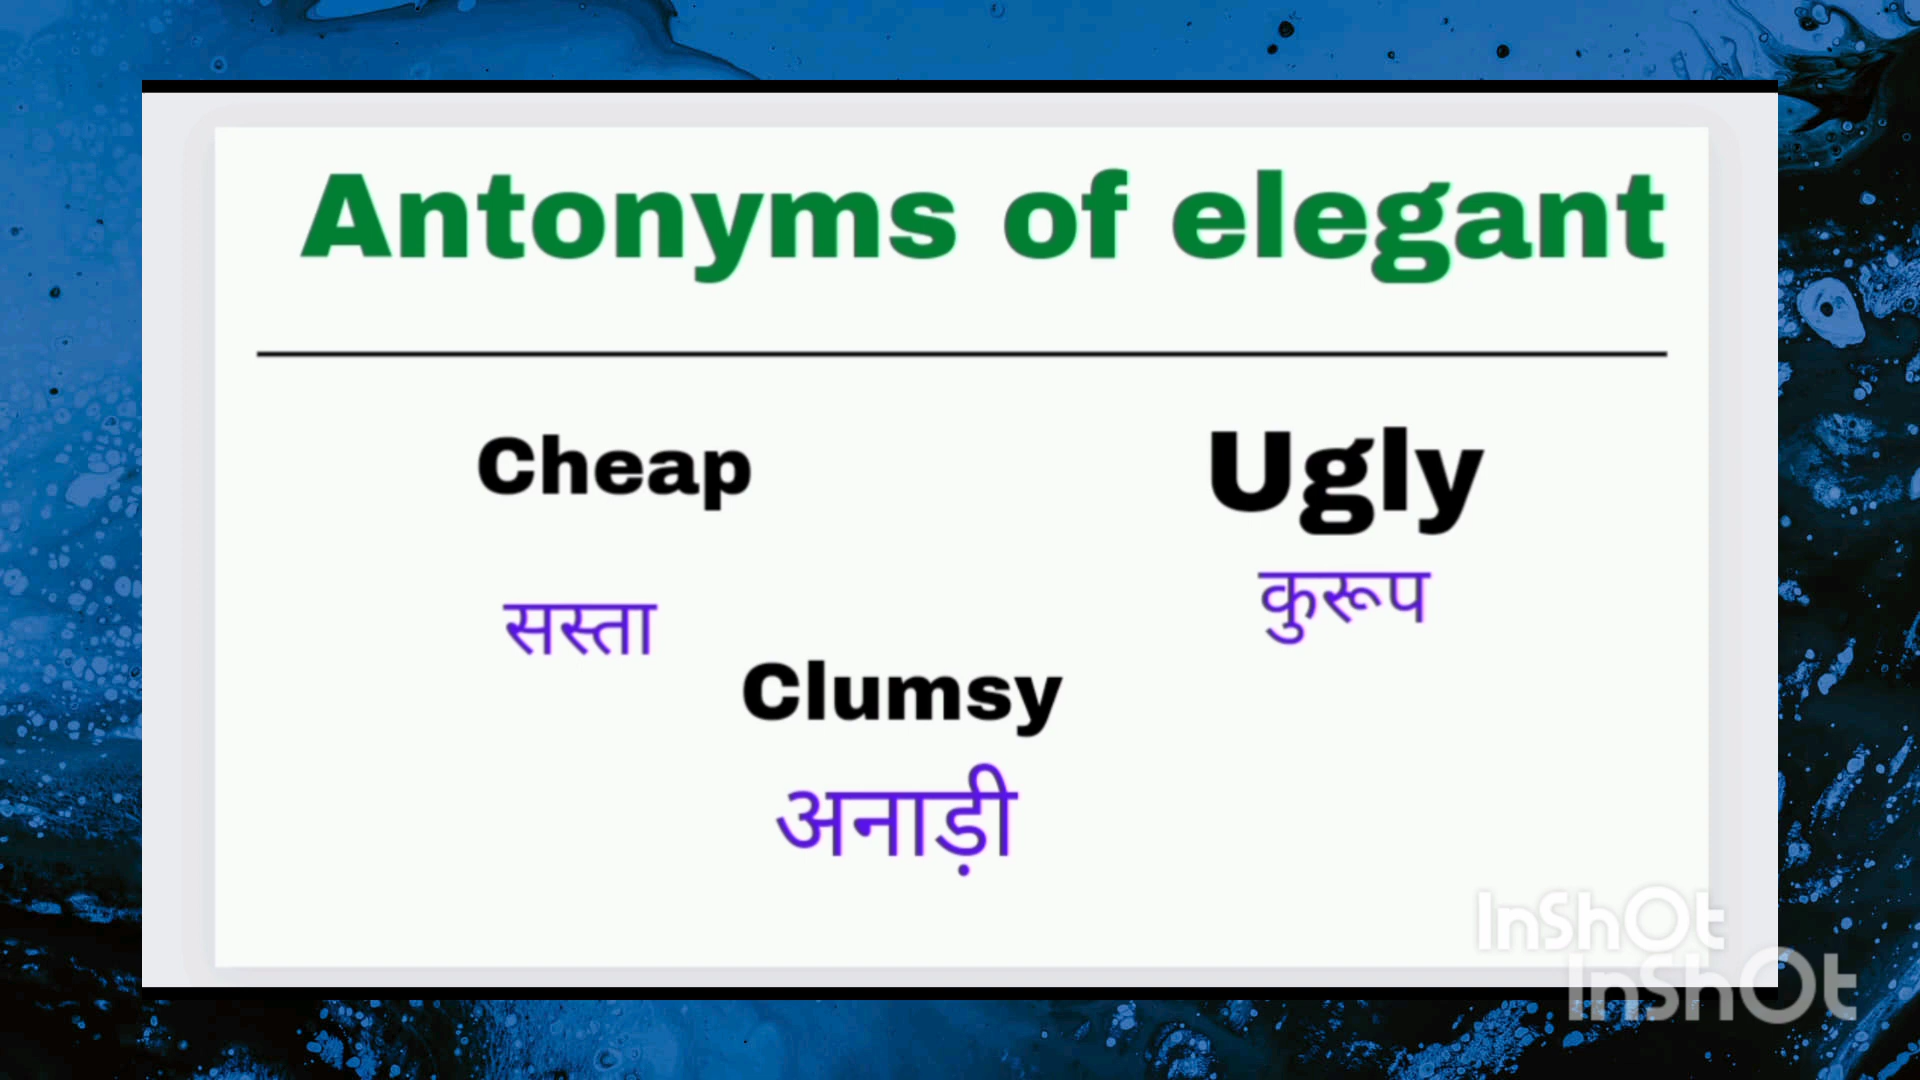 Antonyms of elegant
Cheap
Ugly
सस्ता
कुरूप
Clumsy
अनाड़ी
InShOt
InShOt